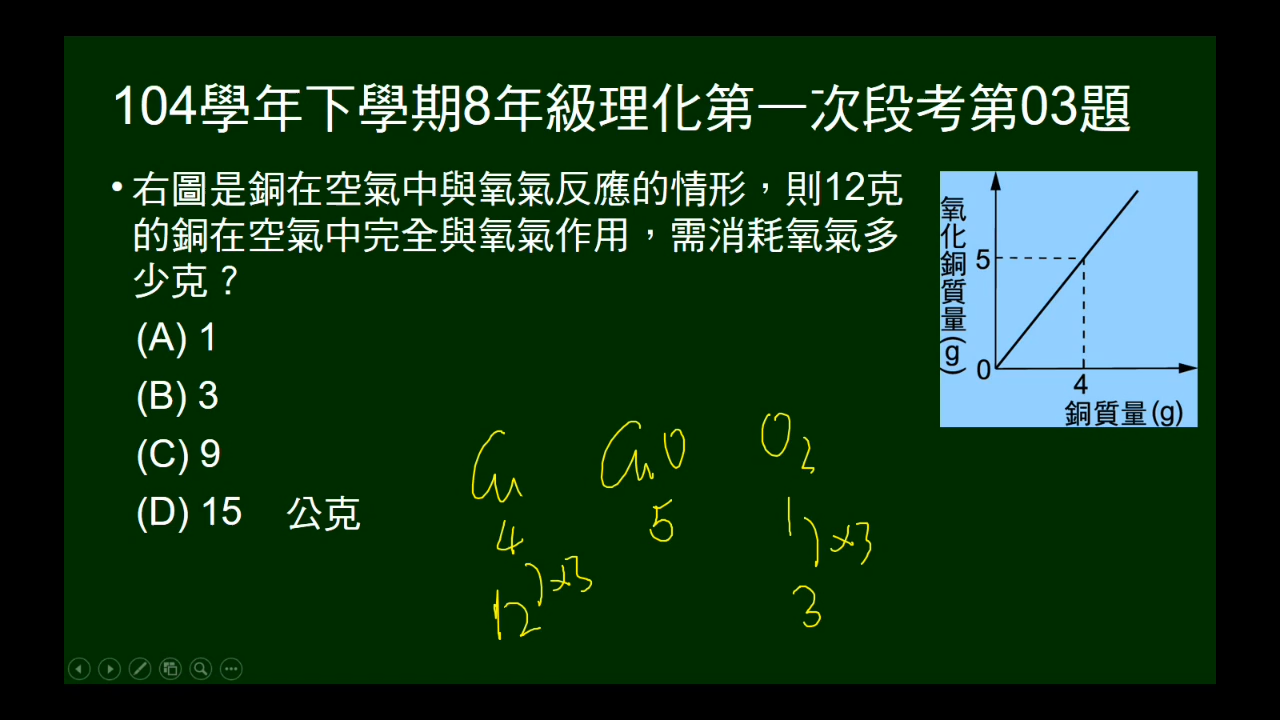 104學年下學期8年級理化第一次段考第03題
• 右圖是銅在空氣中與氧氣反應的情形，則12克
的銅在空氣中完全與氧氣作用，需消耗氧氣多
少克？
(A) 1
(B) 3
(C) 9
(D) 15 公克
氧化銅質量(g)
5
0
4
銅質量(g)
Cu CuO O2
4 5 1
)×3 )×3
12 3